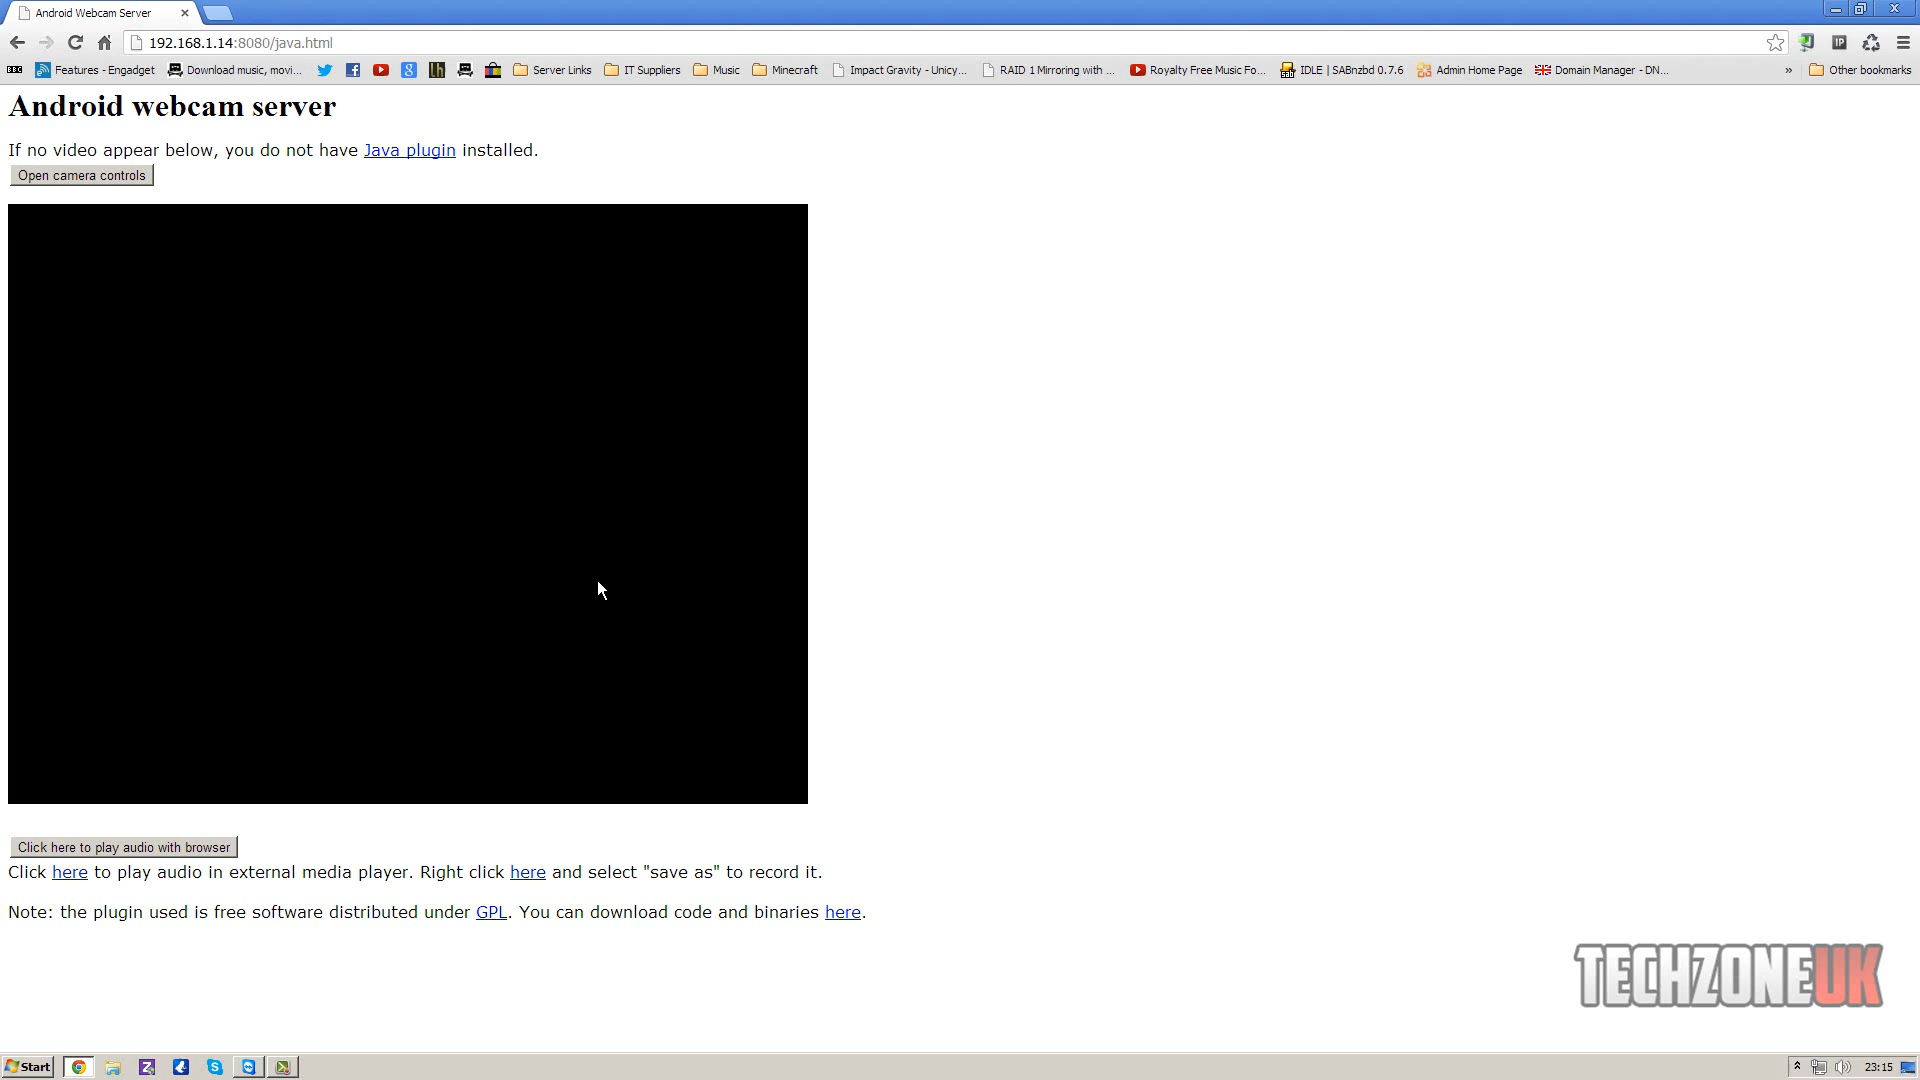 Android Webcam Server
192.168.1.14:8080/java.html
BBC Features - Engadget Download music, movi... lh Server Links IT Suppliers Music Minecraft Impact Gravity - Unicy... RAID 1 Mirroring with ... Royalty Free Music Fo... IDLE | SABnzbd 0.7.6 Admin Home Page Domain Manager - DN... » Other bookmarks
Android webcam server
If no video appear below, you do not have Java plugin installed.
Open camera controls
Click here to play audio with browser
Click here to play audio in external media player. Right click here and select "save as" to record it.
Note: the plugin used is free software distributed under GPL. You can download code and binaries here.
TECHZONEUK
Start
23:15